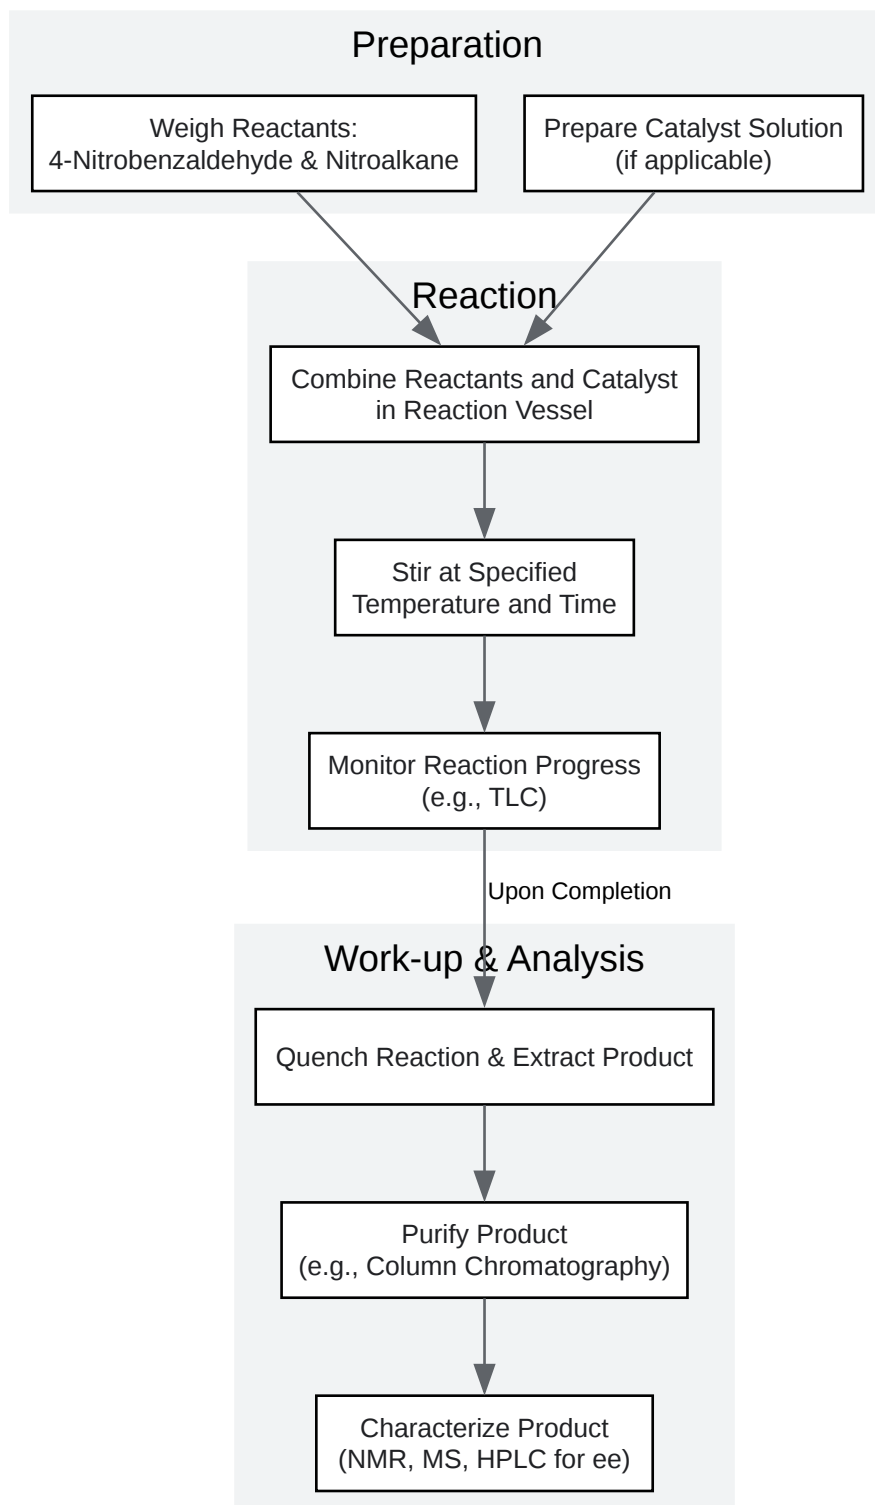 Preparation
Weigh Reactants:
4-Nitrobenzaldehyde & Nitroalkane
Prepare Catalyst Solution
(if applicable)
Reaction
Combine Reactants and Catalyst
in Reaction Vessel
Stir at Specified
Temperature and Time
Monitor Reaction Progress
(e.g., TLC)
Upon Completion
Work-up & Analysis
Quench Reaction & Extract Product
Purify Product
(e.g., Column Chromatography)
Characterize Product
(NMR, MS, HPLC for ee)